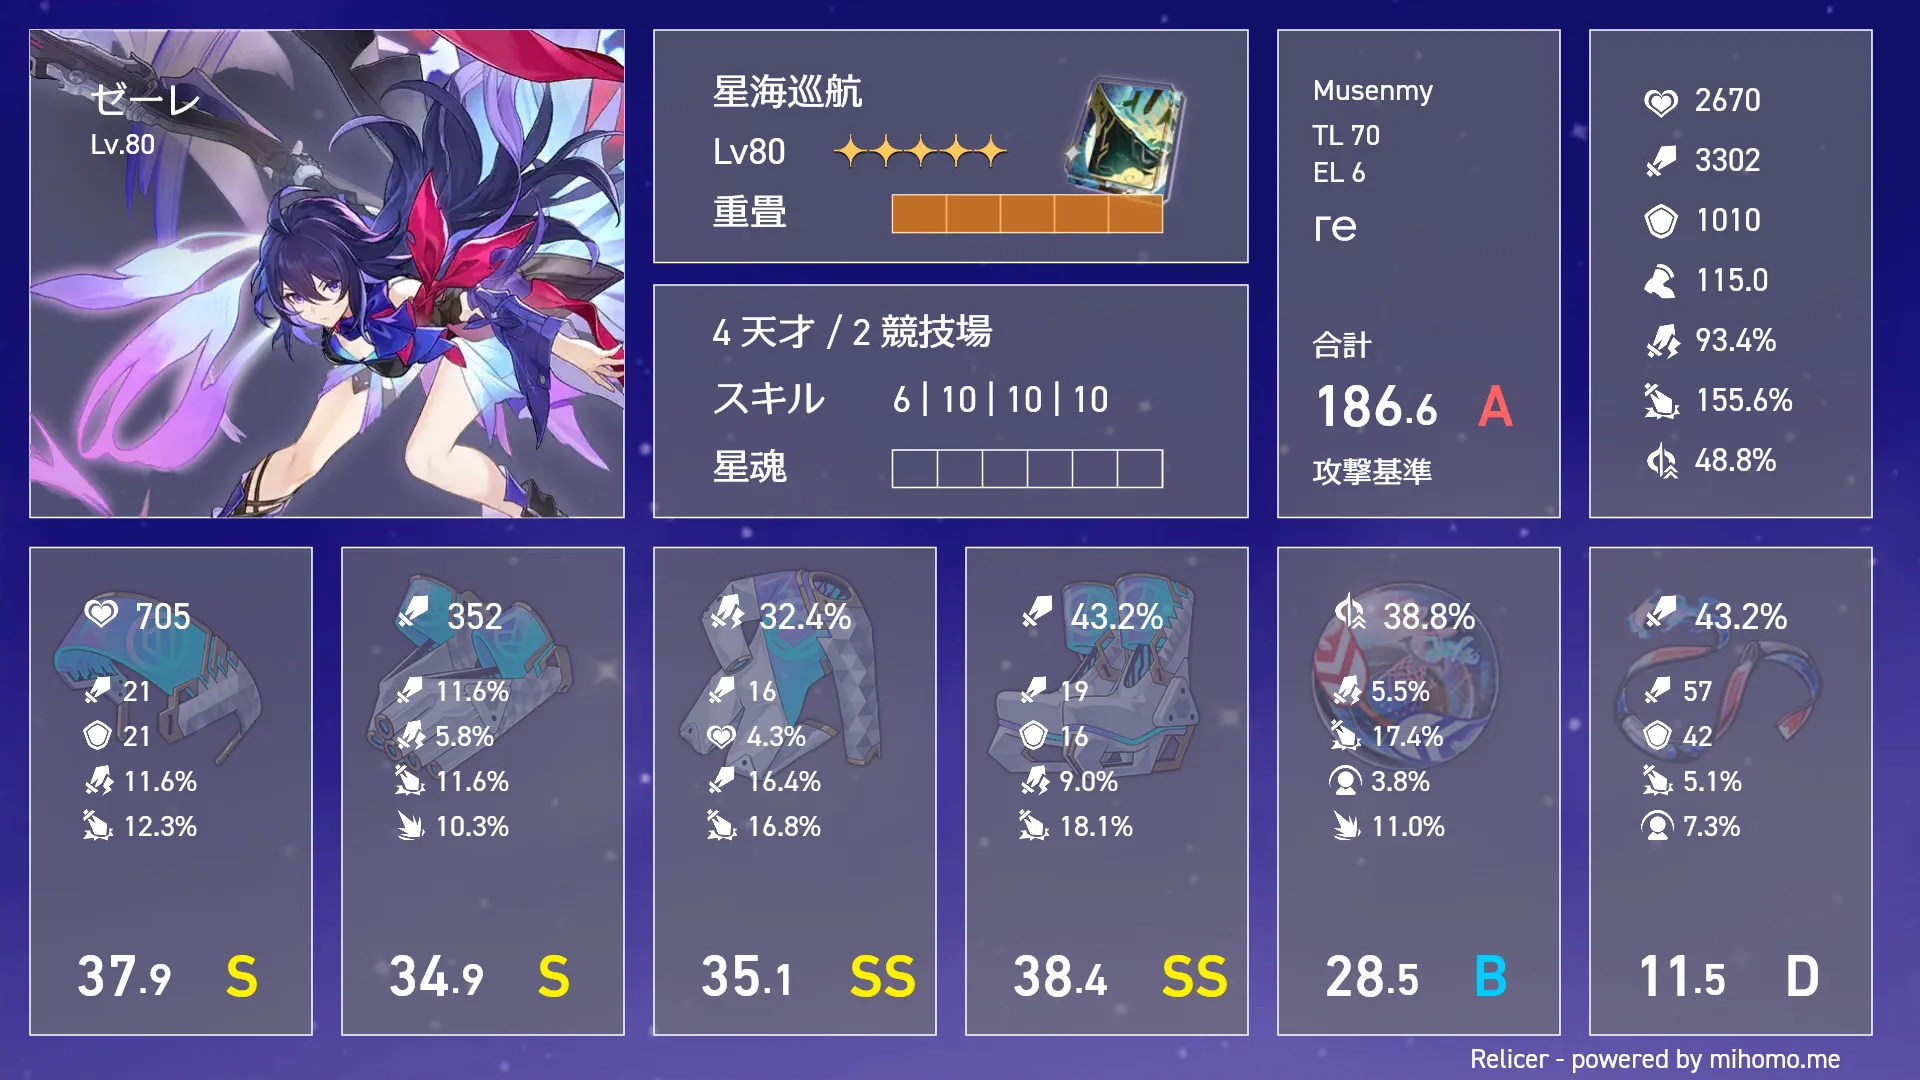 ゼーレ
Lv.80
星海巡航
Lv80
重畳
4 天才 / 2 競技場
スキル 6 | 10 | 10 | 10
星魂
Musenmy
TL 70
EL 6
re
合計
186.6 A
攻撃基準
2670
3302
1010
115.0
93.4%
155.6%
48.8%
705
21
21
11.6%
12.3%
37.9 S
352
11.6%
5.8%
11.6%
10.3%
34.9 S
32.4%
16
4.3%
16.4%
16.8%
35.1 SS
43.2%
19
16
9.0%
18.1%
38.4 SS
38.8%
5.5%
17.4%
3.8%
11.0%
28.5 B
43.2%
57
42
5.1%
7.3%
11.5 D
Relicer - powered by mihomo.me